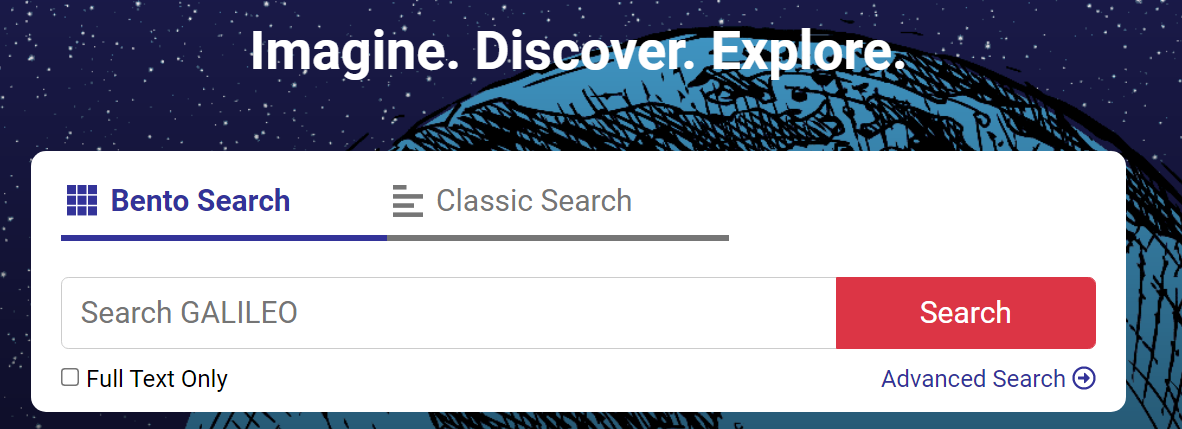 Imagine. Discover. Explore.
Bento Search
Classic Search
Search GALILEO
Search
Full Text Only
Advanced Search